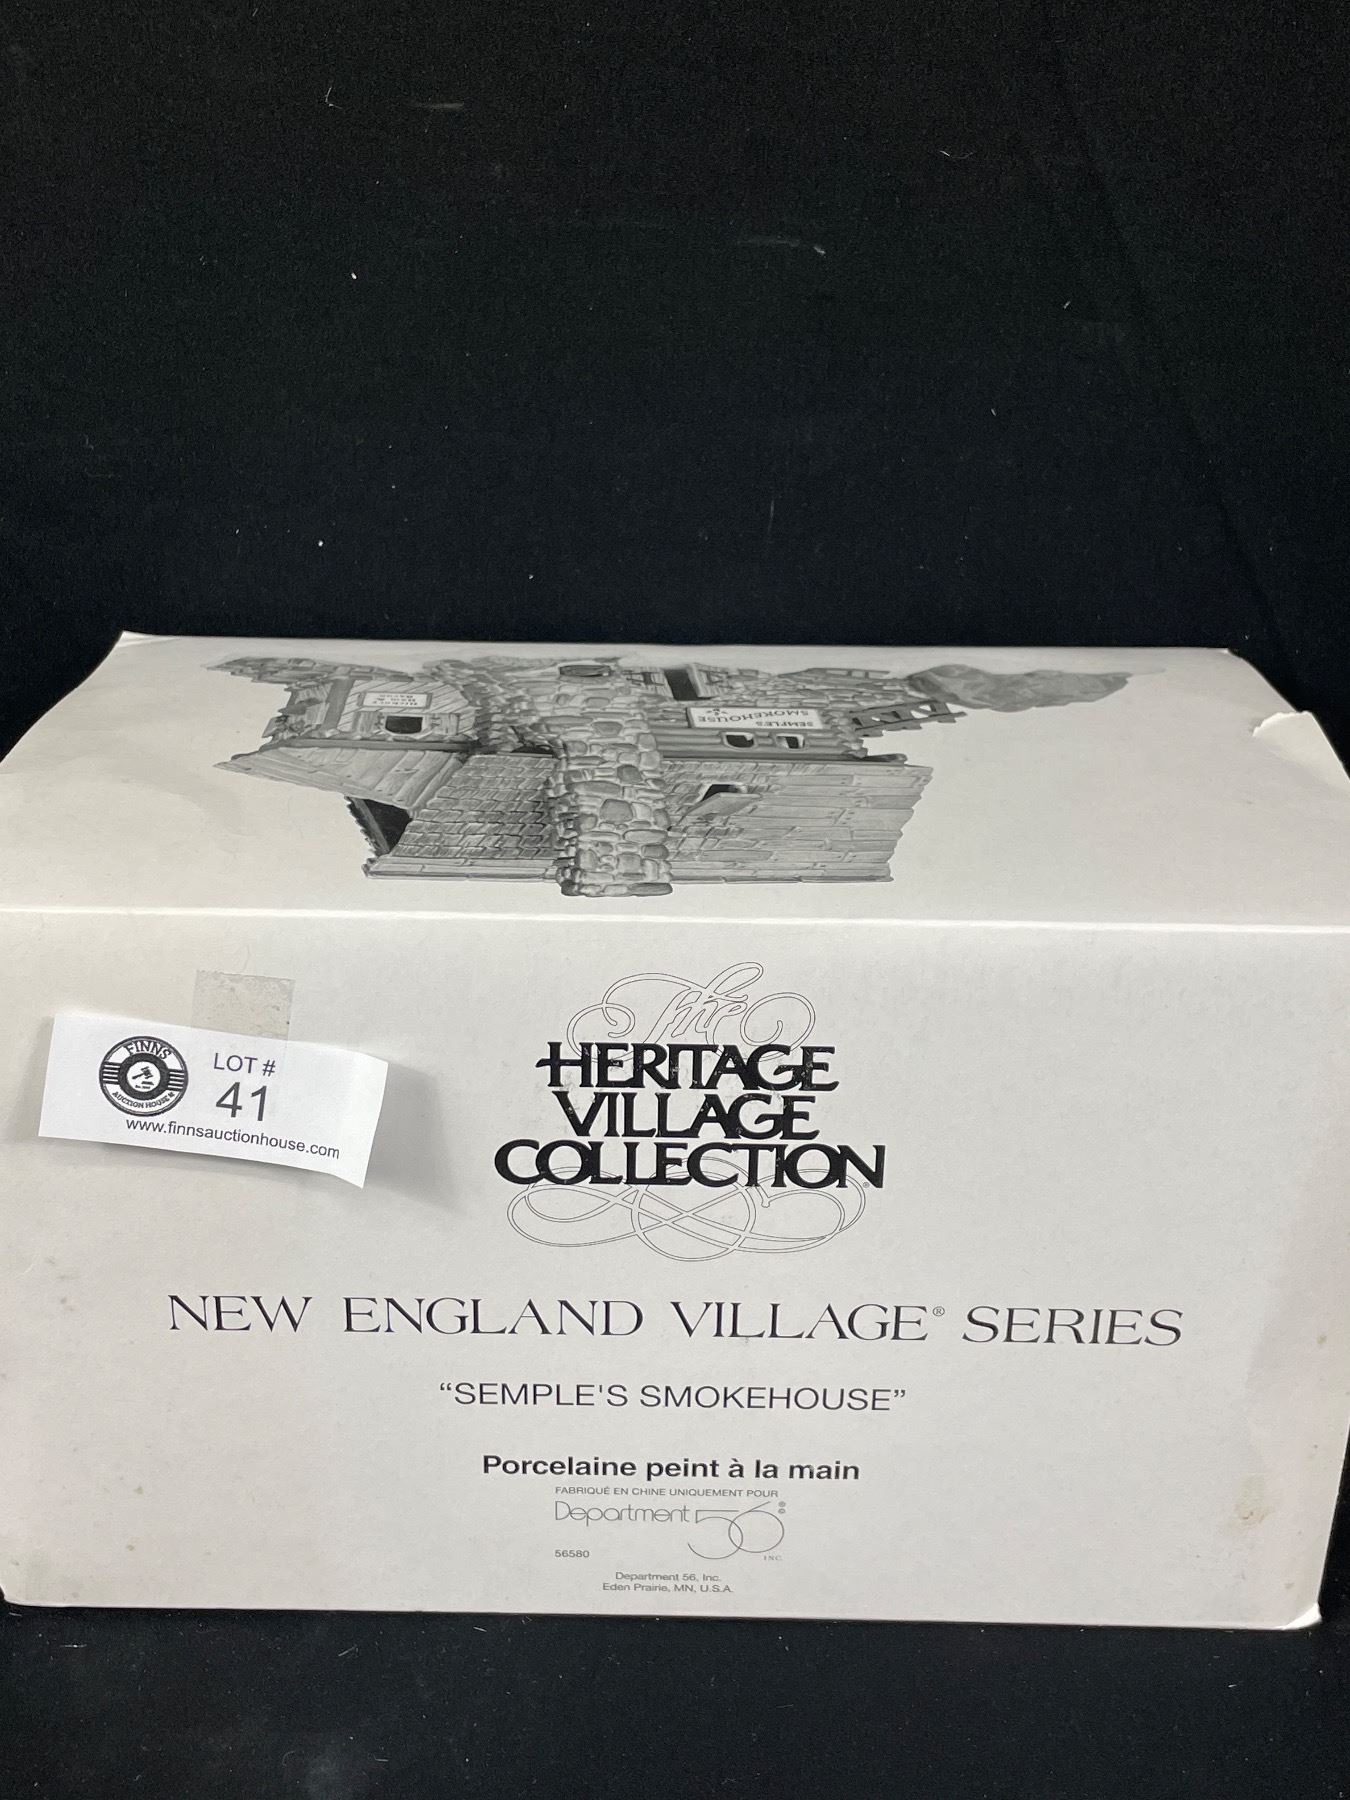 SEMPLE'S
SMOKEHOUSE
FINNS
AUCTION HOUSE
LOT #
41
www.finnsauctionhouse.com
The
HERITAGE
VILLAGE
COLLECTION®
NEW ENGLAND VILLAGE® SERIES
“SEMPLE'S SMOKEHOUSE”
Porcelaine peint à la main
FABRIQUÉ EN CHINE UNIQUEMENT POUR
Department 56®
INC.
56580
Department 56, Inc.
Eden Prairie, MN, U.S.A.